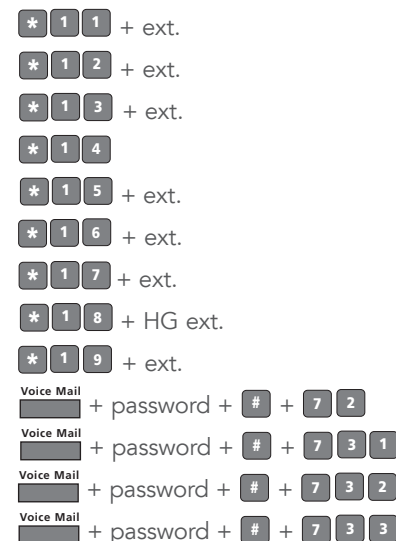 * 1 1 + ext.
* 1 2 + ext.
* 1 3 + ext.
* 1 4
* 1 5 + ext.
* 1 6 + ext.
* 1 7 + ext.
* 1 8 + HG ext.
* 1 9 + ext.
Voice Mail
+ password + # + 7 2
Voice Mail
+ password + # + 7 3 1
Voice Mail
+ password + # + 7 3 2
Voice Mail
+ password + # + 7 3 3